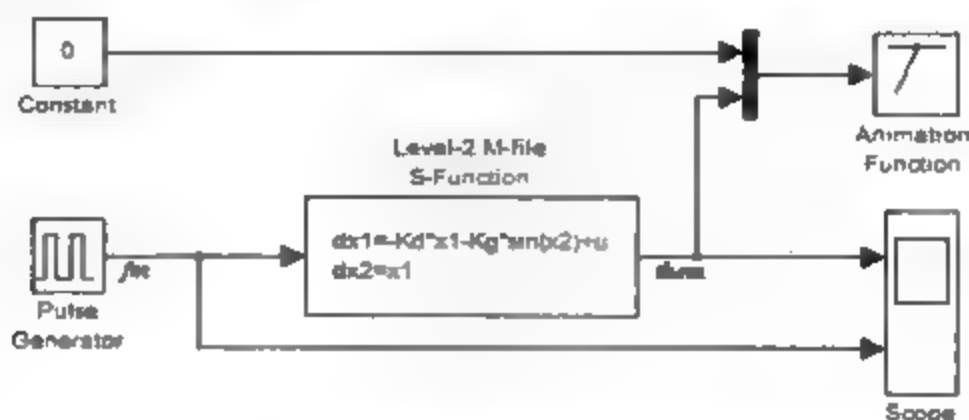 0
Constant
Level-2 M-file
S-Function
Animation
Function
dx1=-Kd*x1-Kg*sin(x2)+u
dx2=x1
Pulse
Generator
Scope